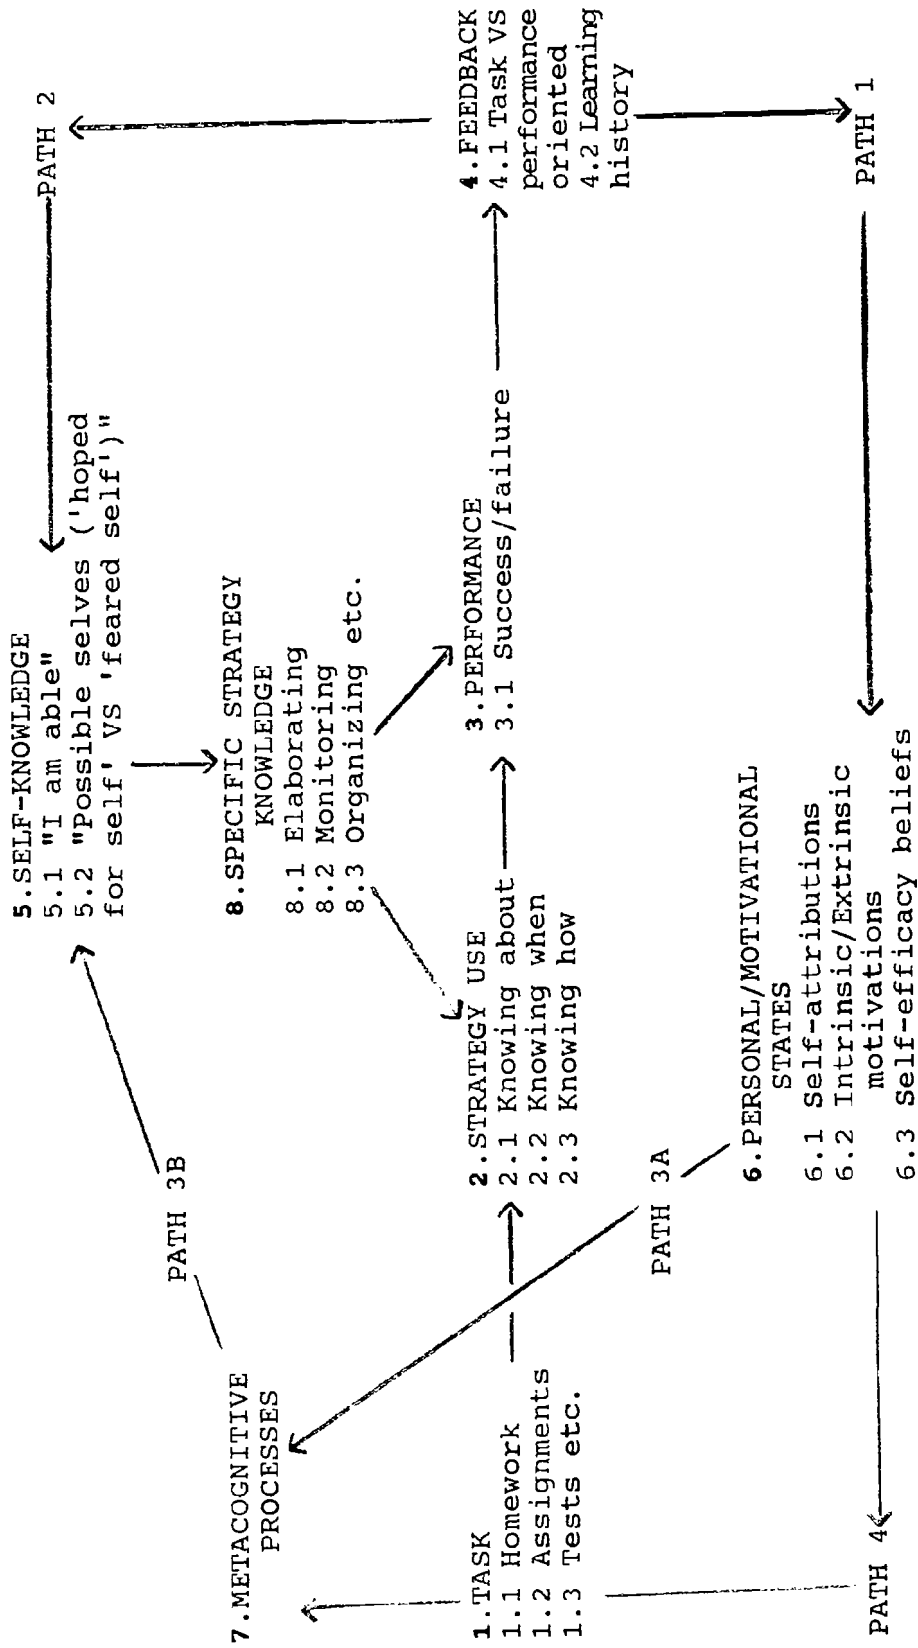 5.SELF-KNOWLEDGE
5.1 "I am able"
5.2 "Possible selves ('hoped
for self' VS 'feared self')"
PATH 2
PATH 3B
7.METACOGNITIVE
PROCESSES
8.SPECIFIC STRATEGY
KNOWLEDGE
8.1 Elaborating
8.2 Monitoring
8.3 Organizing etc.
1.TASK
1.1 Homework
1.2 Assignments
1.3 Tests etc.
2.STRATEGY USE
2.1 Knowing about
2.2 Knowing when
2.3 Knowing how
3.PERFORMANCE
3.1 Success/failure
4.FEEDBACK
4.1 Task VS
performance
oriented
4.2 Learning
history
PATH 3A
6.PERSONAL/MOTIVATIONAL
STATES
6.1 Self-attributions
6.2 Intrinsic/Extrinsic
motivations
6.3 Self-efficacy beliefs
PATH 4
PATH 1